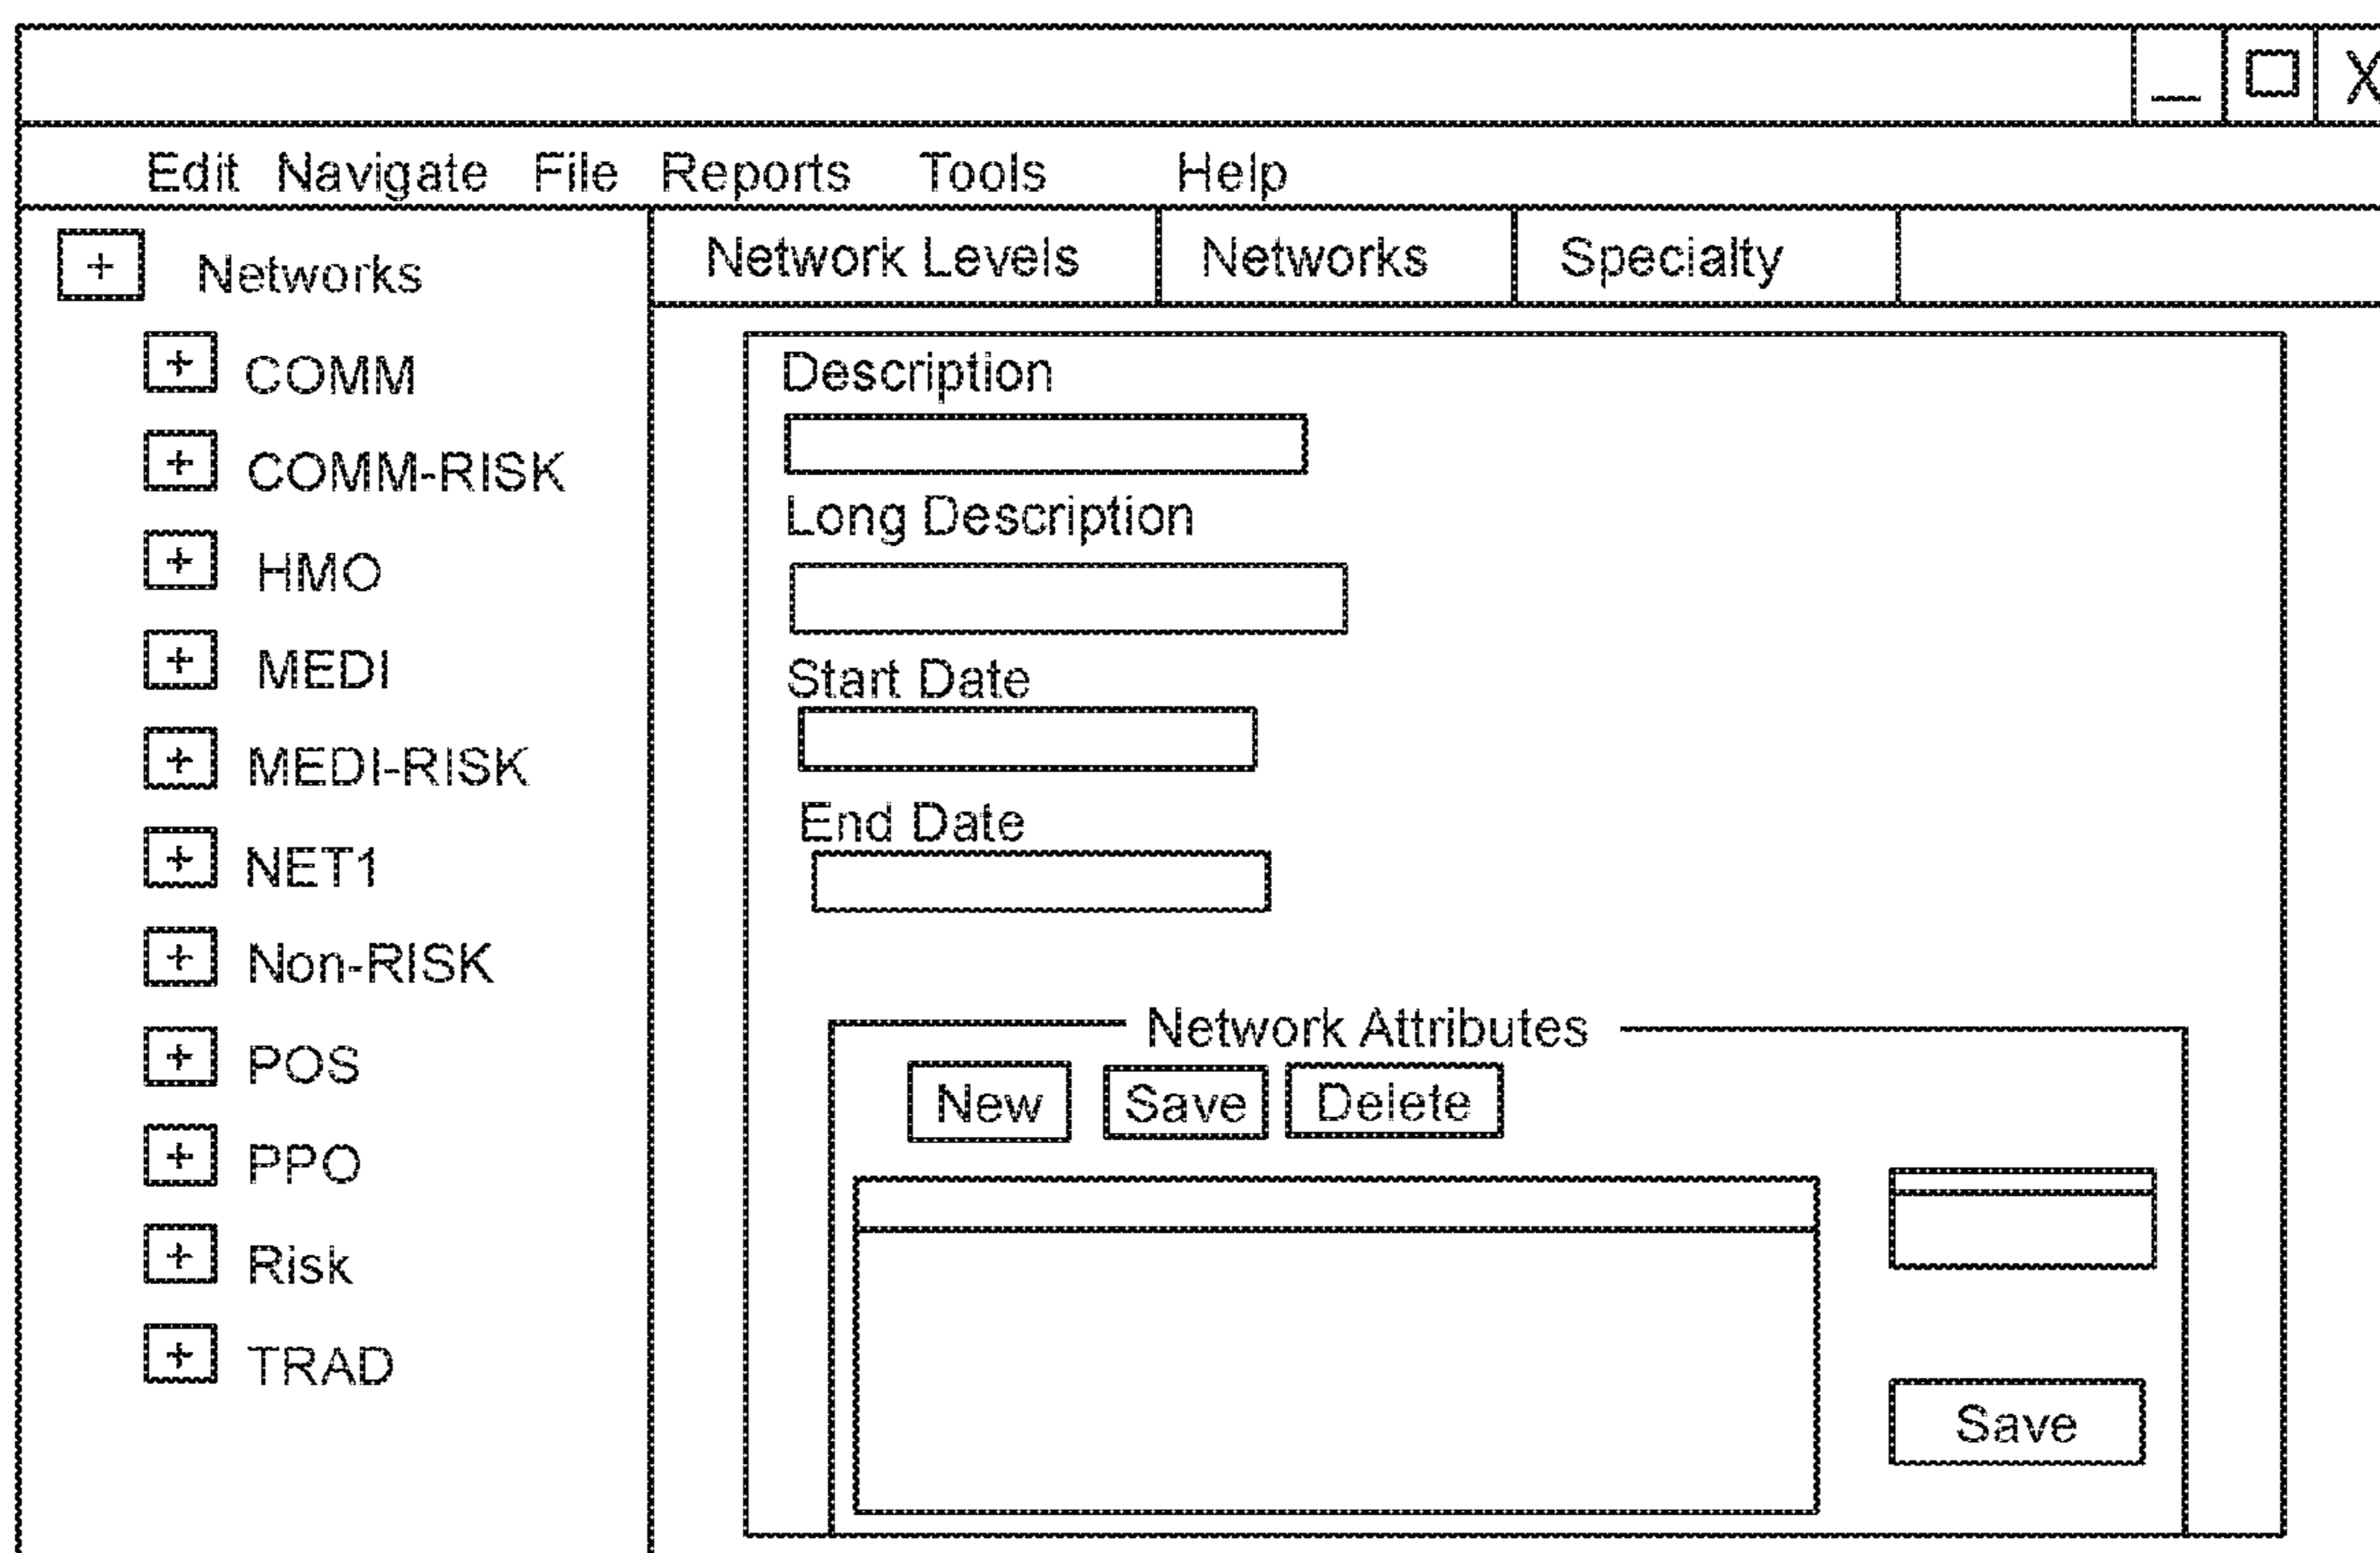 X
Edit Navigate File Reports Tools Help
+ Networks
+ COMM
+ COMM-RISK
+ HMO
+ MEDI
+ MEDI-RISK
+ NET1
+ Non-RISK
+ POS
+ PPO
+ Risk
+ TRAD
Network Levels Networks Specialty
Description
Long Description
Start Date
End Date
Network Attributes
New Save Delete
Save